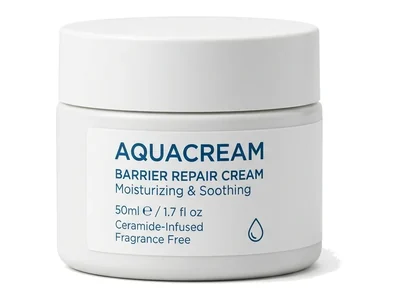 AQUACREAM
BARRIER REPAIR CREAM
Moisturizing & Soothing
50ml ℮ / 1.7 fl oz
Ceramide-Infused
Fragrance Free